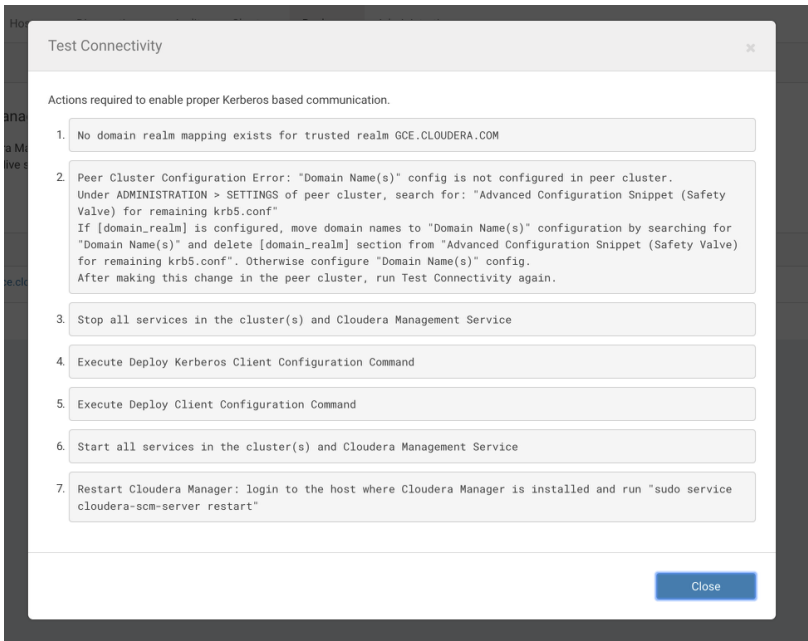 Test Connectivity
×
Actions required to enable proper Kerberos based communication.
1. No domain realm mapping exists for trusted realm GCE.CLOUDERA.COM
2. Peer Cluster Configuration Error: "Domain Name(s)" config is not configured in peer cluster.
Under ADMINISTRATION > SETTINGS of peer cluster, search for: "Advanced Configuration Snippet (Safety
Valve) for remaining krb5.conf"
If [domain_realm] is configured, move domain names to "Domain Name(s)" configuration by searching for
"Domain Name(s)" and delete [domain_realm] section from "Advanced Configuration Snippet (Safety Valve)
for remaining krb5.conf". Otherwise configure "Domain Name(s)" config.
After making this change in the peer cluster, run Test Connectivity again.
3. Stop all services in the cluster(s) and Cloudera Management Service
4. Execute Deploy Kerberos Client Configuration Command
5. Execute Deploy Client Configuration Command
6. Start all services in the cluster(s) and Cloudera Management Service
7. Restart Cloudera Manager: login to the host where Cloudera Manager is installed and run "sudo service
cloudera-scm-server restart"
Close